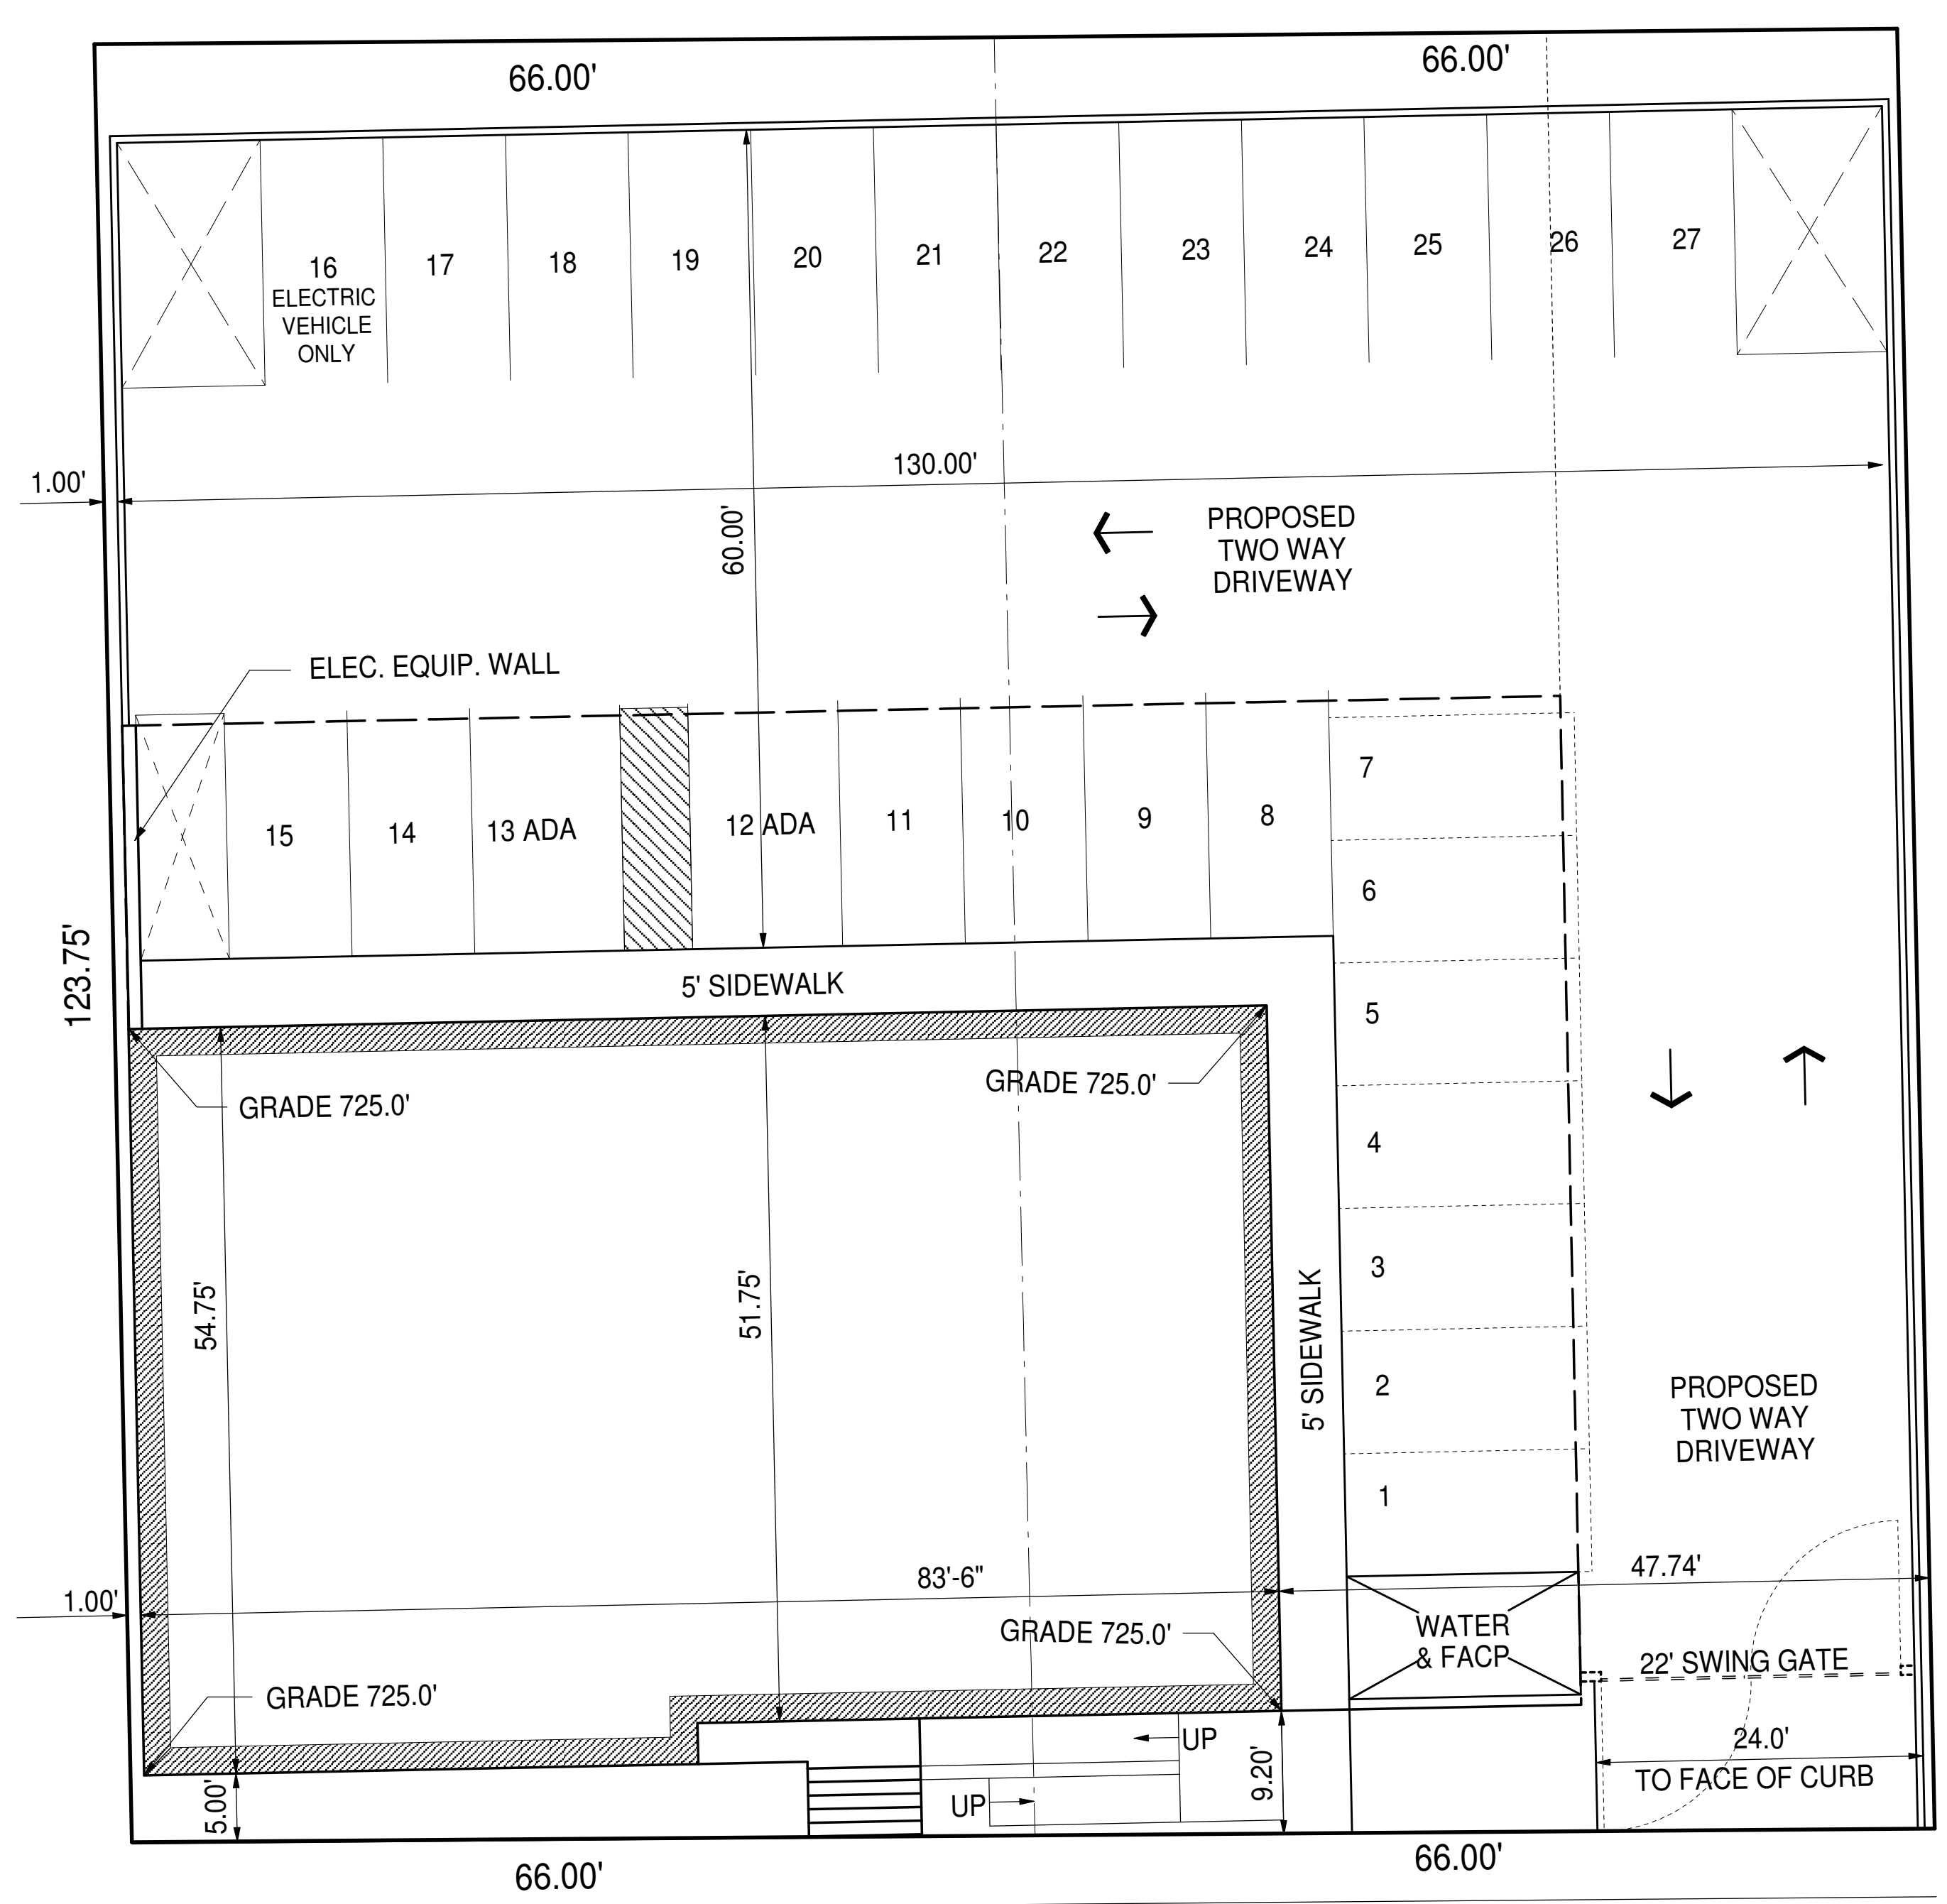 66.00'
66.00'
16
ELECTRIC
VEHICLE
ONLY
17
18
19
20
21
22
23
24
25
26
27
1.00'
130.00'
60.00'
PROPOSED
TWO WAY
DRIVEWAY
ELEC. EQUIP. WALL
15
14
13 ADA
12 ADA
11
10
9
8
7
6
5
4
3
2
1
123.75'
5' SIDEWALK
GRADE 725.0'
GRADE 725.0'
54.75'
51.75'
5' SIDEWALK
PROPOSED
TWO WAY
DRIVEWAY
1.00'
83'-6"
47.74'
GRADE 725.0'
GRADE 725.0'
WATER
& FACP
22' SWING GATE
UP
UP
5.00'
9.20'
24.0'
TO FACE OF CURB
66.00'
66.00'